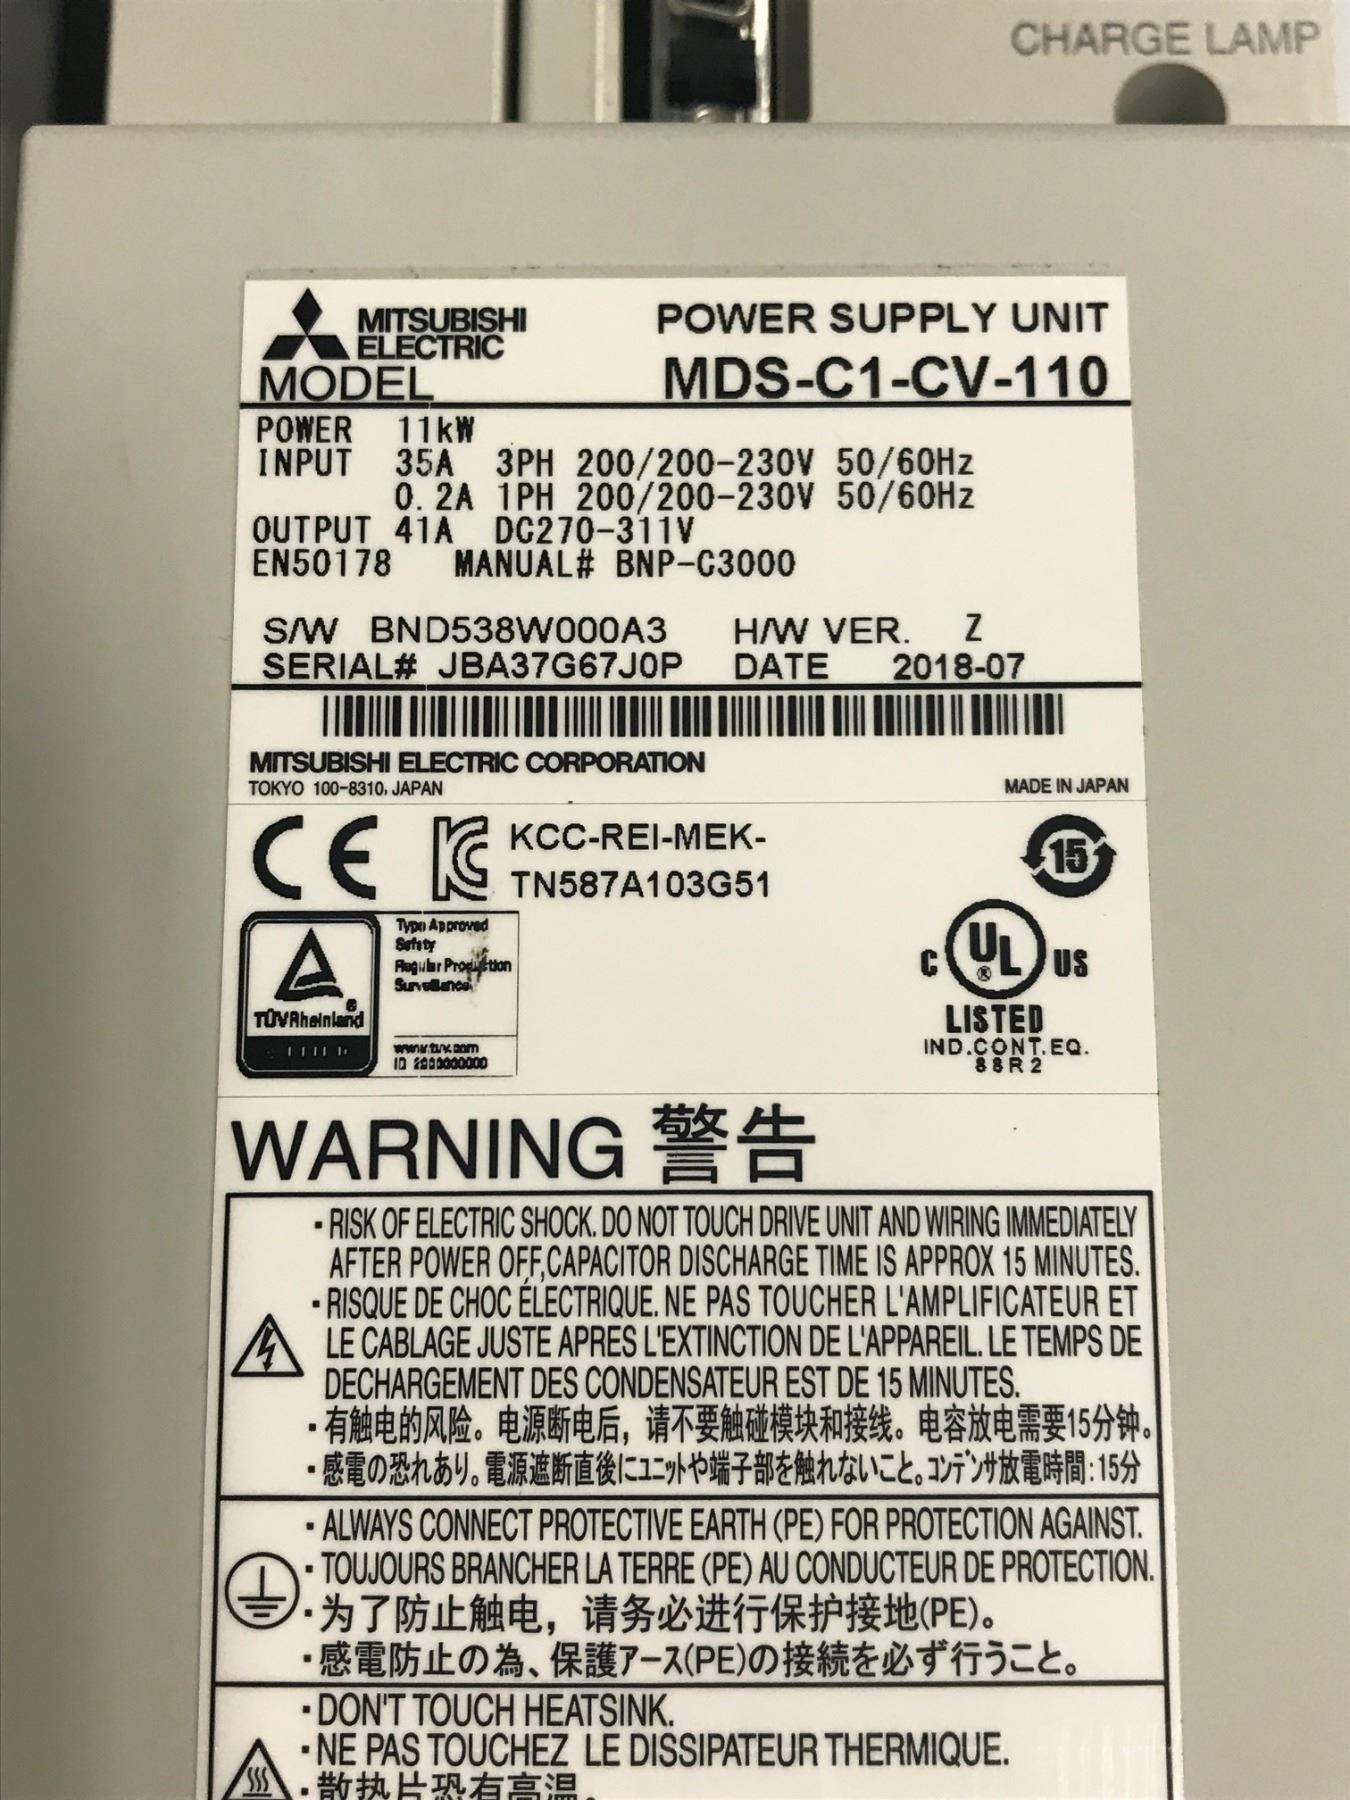 CHARGE LAMP
MITSUBISHI
ELECTRIC
POWER SUPPLY UNIT
MODEL MDS-C1-CV-110
POWER 11kW
INPUT 35A 3PH 200/200-230V 50/60Hz
0.2A 1PH 200/200-230V 50/60Hz
OUTPUT 41A DC270-311V
EN50178 MANUAL# BNP-C3000
S/W BND538W000A3 H/W VER. Z
SERIAL# JBA37G67J0P DATE 2018-07
MITSUBISHI ELECTRIC CORPORATION
TOKYO 100-8310, JAPAN MADE IN JAPAN
CE KC KCC-REI-MEK-
TN587A103G51
15
Type Approved
Safety
Regular Production
Surveillance
TÜVRheinland
www.tuv.com
ID
C UL® US
LISTED
IND.CONT.EQ.
88R2
WARNING 警告
・RISK OF ELECTRIC SHOCK. DO NOT TOUCH DRIVE UNIT AND WIRING IMMEDIATELY
AFTER POWER OFF,CAPACITOR DISCHARGE TIME IS APPROX 15 MINUTES.
・RISQUE DE CHOC ÉLECTRIQUE. NE PAS TOUCHER L'AMPLIFICATEUR ET
LE CABLAGE JUSTE APRES L'EXTINCTION DE L'APPAREIL. LE TEMPS DE
DECHARGEMENT DES CONDENSATEUR EST DE 15 MINUTES.
・有触电的风险。电源断电后，请不要触碰模块和接线。电容放电需要15分钟。
・感電の恐れあり。電源遮断直後にユニットや端子部を触れないこと。コンデンサ放電時間:15分
・ALWAYS CONNECT PROTECTIVE EARTH (PE) FOR PROTECTION AGAINST.
・TOUJOURS BRANCHER LA TERRE (PE) AU CONDUCTEUR DE PROTECTION.
・为了防止触电，请务必进行保护接地(PE)。
・感電防止の為、保護アース(PE)の接続を必ず行うこと。
・DON'T TOUCH HEATSINK.
・NE PAS TOUCHEZ LE DISSIPATEUR THERMIQUE.
・散热片恐有高温。